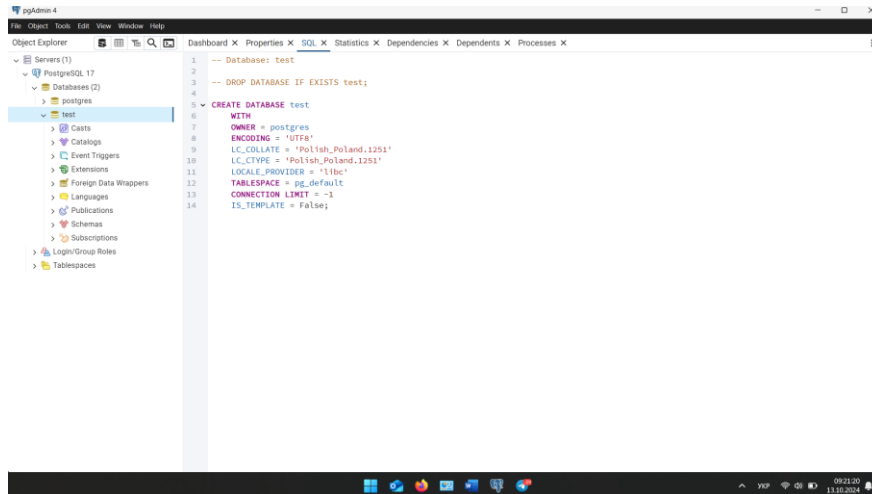 pgAdmin 4
File Object Tools Edit View Window Help
Object Explorer
Dashboard X Properties X SQL X Statistics X Dependencies X Dependents X Processes X
Servers (1)
PostgreSQL 17
Databases (2)
postgres
test
Casts
Catalogs
Event Triggers
Extensions
Foreign Data Wrappers
Languages
Publications
Schemas
Subscriptions
Login/Group Roles
Tablespaces
1 -- Database: test
2
3 -- DROP DATABASE IF EXISTS test;
4
5 CREATE DATABASE test
6 WITH
7 OWNER = postgres
8 ENCODING = 'UTF8'
9 LC_COLLATE = 'Polish_Poland.1251'
10 LC_CTYPE = 'Polish_Poland.1251'
11 LOCALE_PROVIDER = 'libc'
12 TABLESPACE = pg_default
13 CONNECTION LIMIT = -1
14 IS_TEMPLATE = False;
УКР
09:21:20
13.10.2024